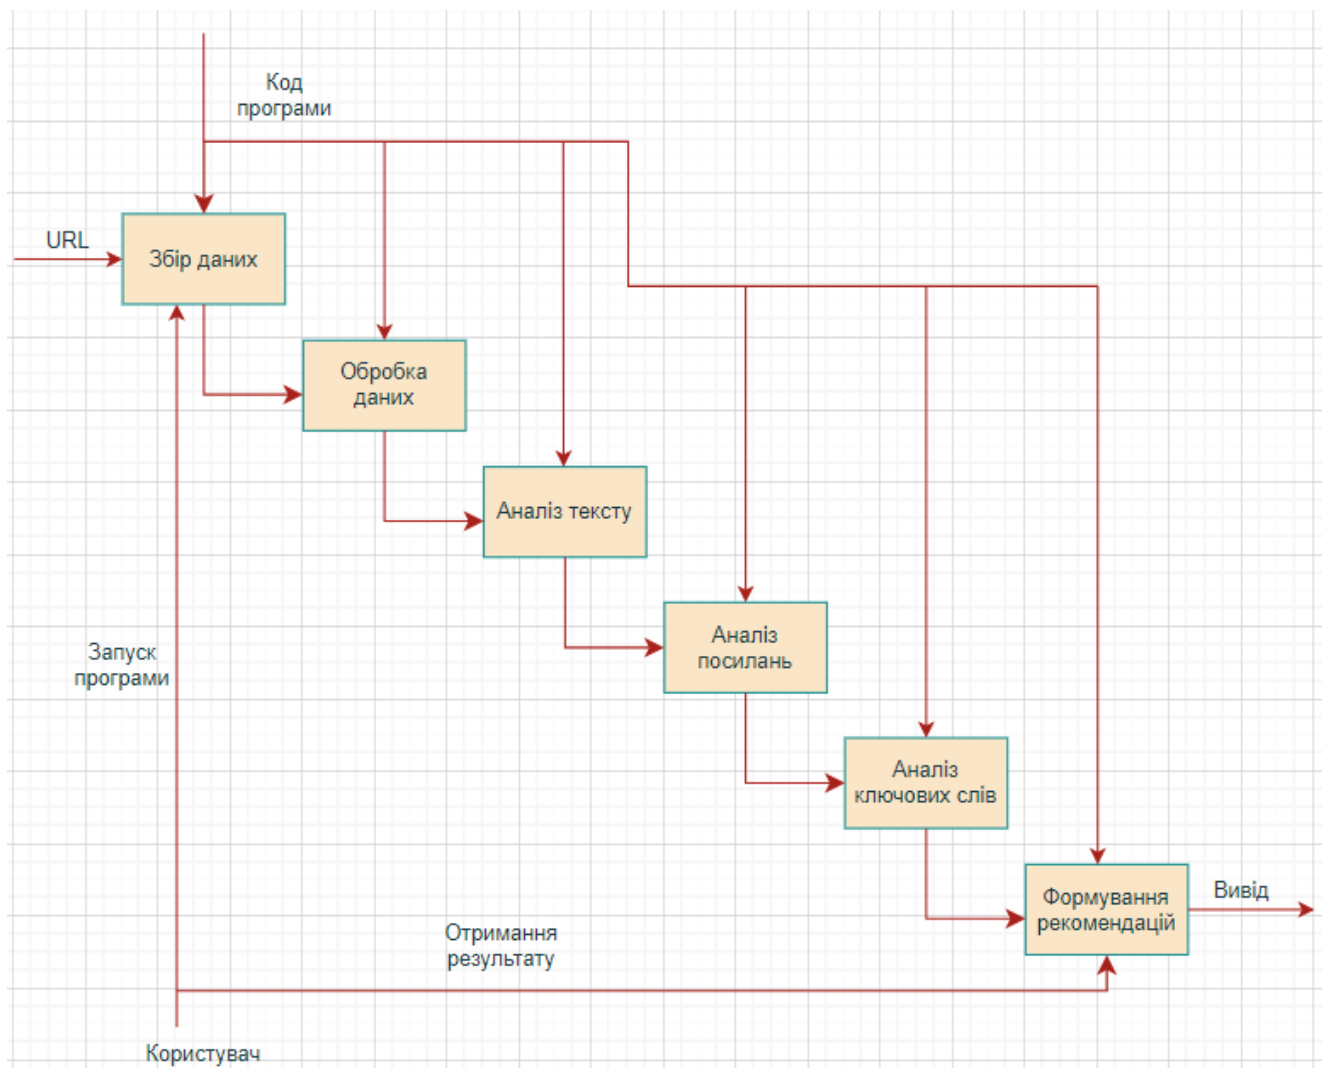 Код
програми
URL
Збір даних
Обробка
даних
Аналіз тексту
Аналіз
посилань
Запуск
програми
Аналіз
ключових слів
Формування
рекомендацій
Вивід
Отримання
результату
Користувач